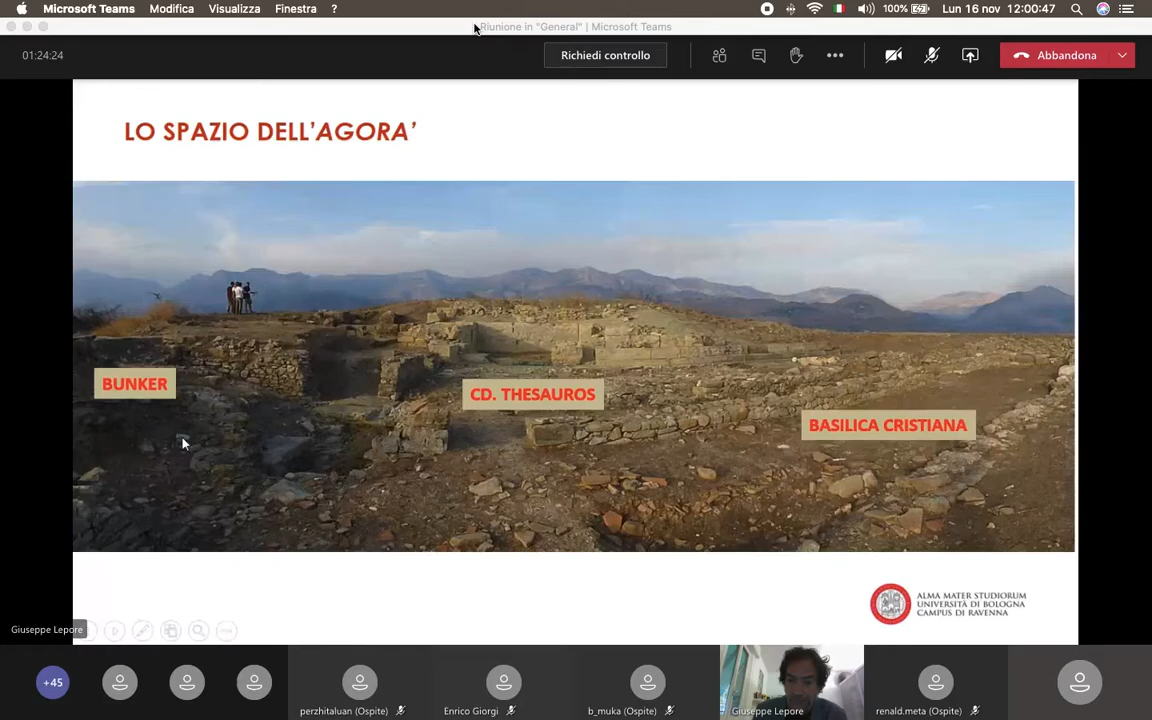 Microsoft Teams Modifica Visualizza Finestra ? 100% Lun 16 nov 12:00:47
Riunione in "General" | Microsoft Teams
01:24:24 Richiedi controllo Abbandona
LO SPAZIO DELL'AGORA'
BUNKER
CD. THESAUROS
BASILICA CRISTIANA
ALMA MATER STUDIORUM
UNIVERSITÀ DI BOLOGNA
CAMPUS DI RAVENNA
Giuseppe Lepore
+45
perzhitaluan (Ospite) Enrico Giorgi b_muka (Ospite) Giuseppe Lepore renald.meta (Ospite)